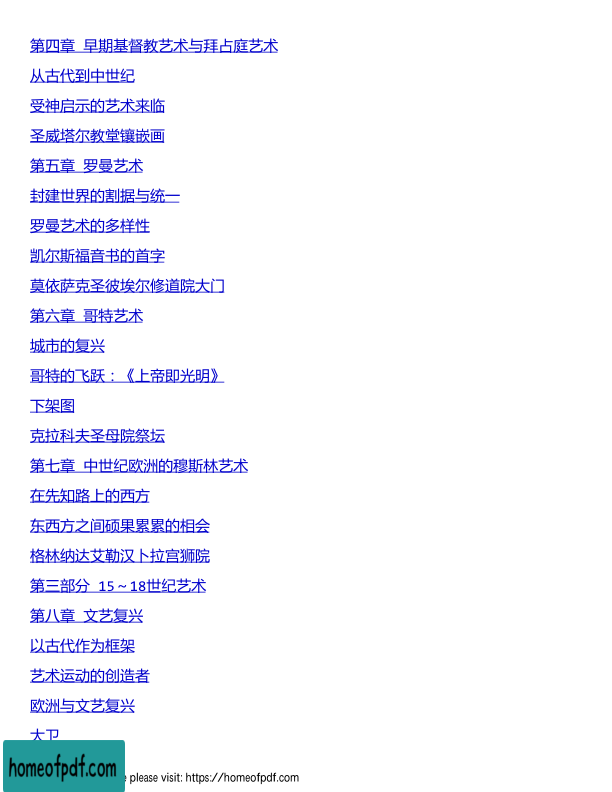 第四章 早期基督教艺术与拜占庭艺术
从古代到中世纪
受神启示的艺术来临
圣威塔尔教堂镶嵌画
第五章 罗曼艺术
封建世界的割据与统一
罗曼艺术的多样性
凯尔斯福音书的首字
莫依萨克圣彼埃尔修道院大门
第六章 哥特艺术
城市的复兴
哥特的飞跃：《上帝即光明》
下架图
克拉科夫圣母院祭坛
第七章 中世纪欧洲的穆斯林艺术
在先知路上的西方
东西方之间硕果累累的相会
格林纳达艾勒汉卜拉宫狮院
第三部分 15～18世纪艺术
第八章 文艺复兴
以古代作为框架
艺术运动的创造者
欧洲与文艺复兴
大卫
homeofpdf.com
please visit: https://homeofpdf.com